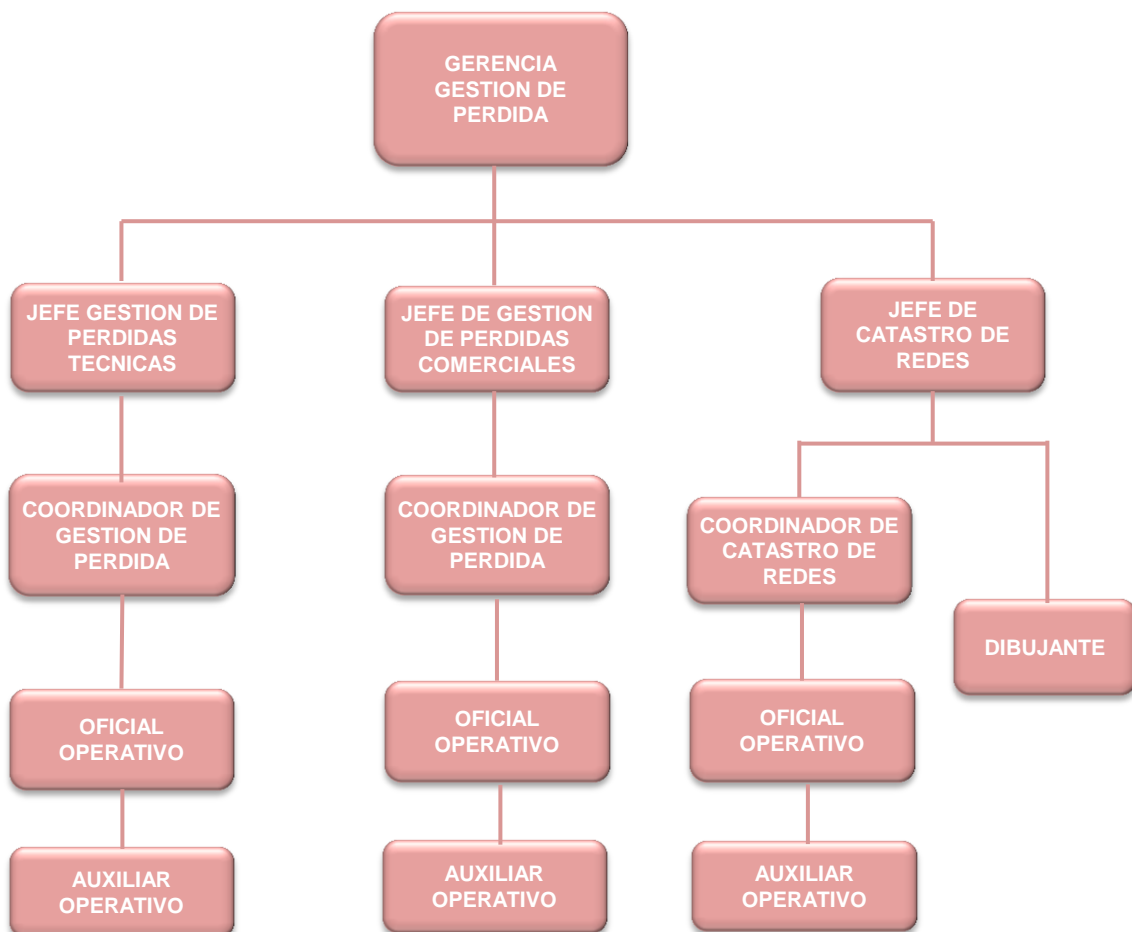 GERENCIA
GESTION DE
PERDIDA
JEFE GESTION DE
PERDIDAS
TECNICAS
JEFE DE GESTION
DE PERDIDAS
COMERCIALES
JEFE DE
CATASTRO DE
REDES
COORDINADOR DE
GESTION DE
PERDIDA
COORDINADOR DE
GESTION DE
PERDIDA
COORDINADOR DE
CATASTRO DE
REDES
DIBUJANTE
OFICIAL
OPERATIVO
OFICIAL
OPERATIVO
OFICIAL
OPERATIVO
AUXILIAR
OPERATIVO
AUXILIAR
OPERATIVO
AUXILIAR
OPERATIVO